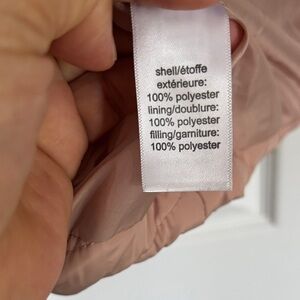 shell/étoffe
extérieure:
100% polyester
lining/doublure:
100% polyester
filling/garniture:
100% polyester